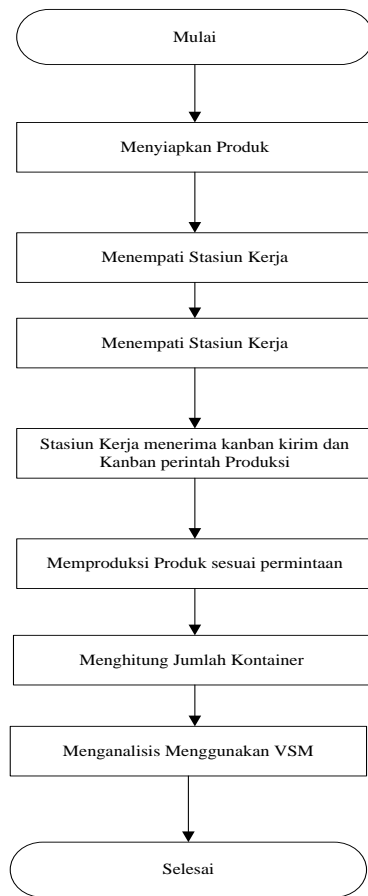 Mulai
Menyiapkan Produk
Menempati Stasiun Kerja
Menempati Stasiun Kerja
Stasiun Kerja menerima kanban kirim dan
Kanban perintah Produksi
Memproduksi Produk sesuai permintaan
Menghitung Jumlah Kontainer
Menganalisis Menggunakan VSM
Selesai